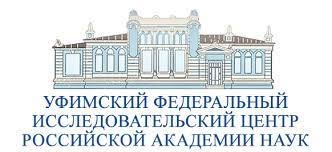 УФИМСКИЙ ФЕДЕРАЛЬНЫЙ
ИССЛЕДОВАТЕЛЬСКИЙ ЦЕНТР
РОССИЙСКОЙ АКАДЕМИИ НАУК